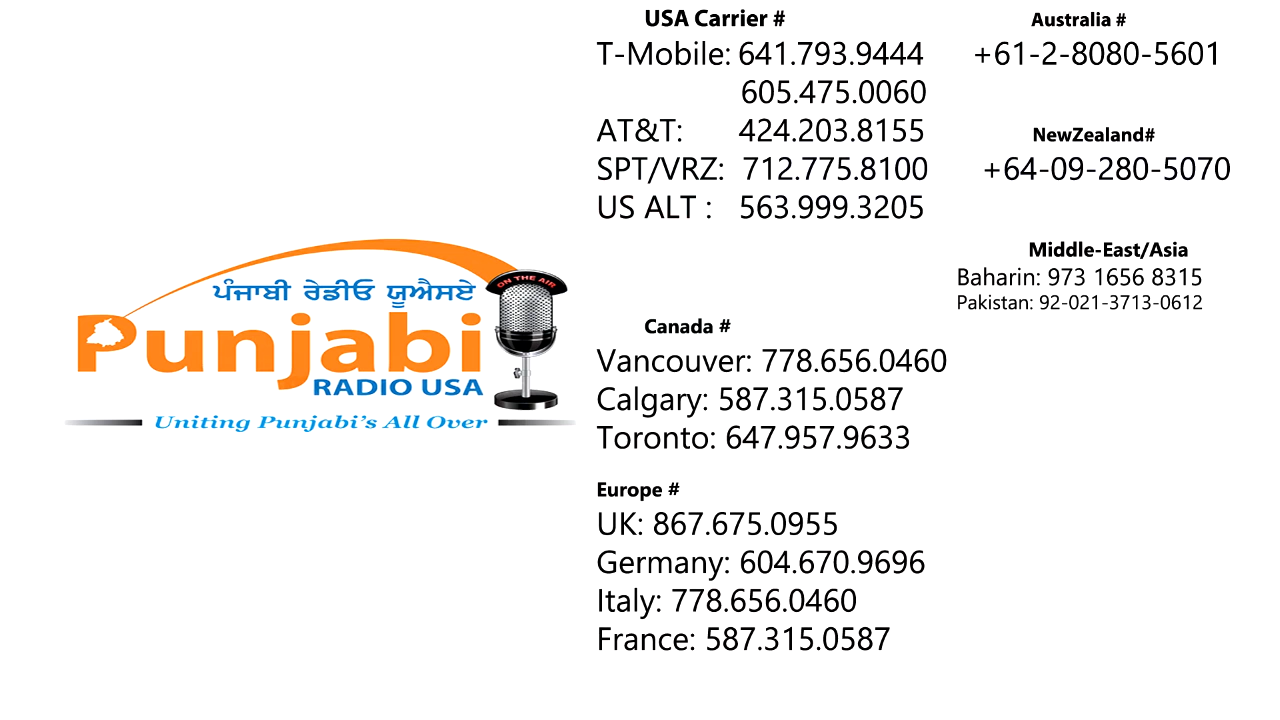 ਪੰਜਾਬੀ ਰੇਡੀਓ ਯੂਐਸਏ
ON THE AIR
Punjabi
RADIO USA
Uniting Punjabi's All Over
USA Carrier #
T-Mobile: 641.793.9444
605.475.0060
AT&T: 424.203.8155
SPT/VRZ: 712.775.8100
US ALT : 563.999.3205
Canada #
Vancouver: 778.656.0460
Calgary: 587.315.0587
Toronto: 647.957.9633
Europe #
UK: 867.675.0955
Germany: 604.670.9696
Italy: 778.656.0460
France: 587.315.0587
Australia #
+61-2-8080-5601
NewZealand#
+64-09-280-5070
Middle-East/Asia
Baharin: 973 1656 8315
Pakistan: 92-021-3713-0612